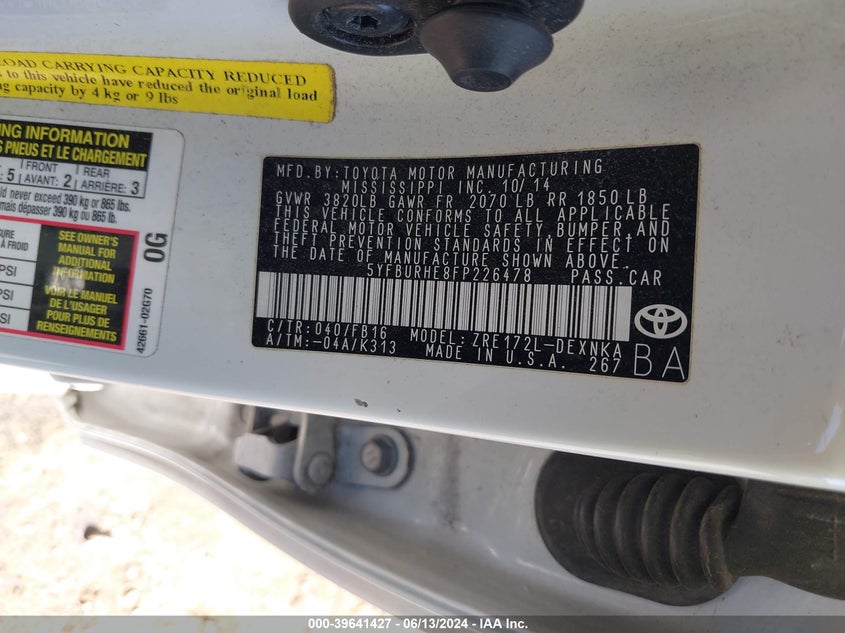 LOAD CARRYING CAPACITY REDUCED
to this vehicle have reduced the original load
capacity by 4 kg or 9 lbs
INFORMATION
PNEUS ET LE CHARGEMENT
5 FRONT AVANT: 2 REAR ARRIÈRE: 3
never exceed 390 kg or 865 lbs.
dépasser 390 kg ou 865 lb.
À FROID
PSI
PSI
SEE OWNER'S
MANUAL FOR
ADDITIONAL
INFORMATION
VOIR LE MANUEL
DE L'USAGER
POUR PLUS DE
RENSEIGNEMENTS
0G
42661-02G70
MFD.BY: TOYOTA MOTOR MANUFACTURING
MISSISSIPPI INC. 10/14
GVWR 3820LB GAWR FR 2070 LB RR 1850 LB
THIS VEHICLE CONFORMS TO ALL APPLICABLE
FEDERAL MOTOR VEHICLE SAFETY, BUMPER, AND
THEFT PREVENTION STANDARDS IN EFFECT ON
THE DATE OF MANUFACTURE SHOWN ABOVE.
5YFBURHE8FP226478 PASS.CAR
C/TR: 040/FB16 MODEL: ZRE172L-DEXNKA
A/TM:-04A/K313 MADE IN U.S.A. 267
BA
000-39641427 - 06/13/2024 - IAA Inc.